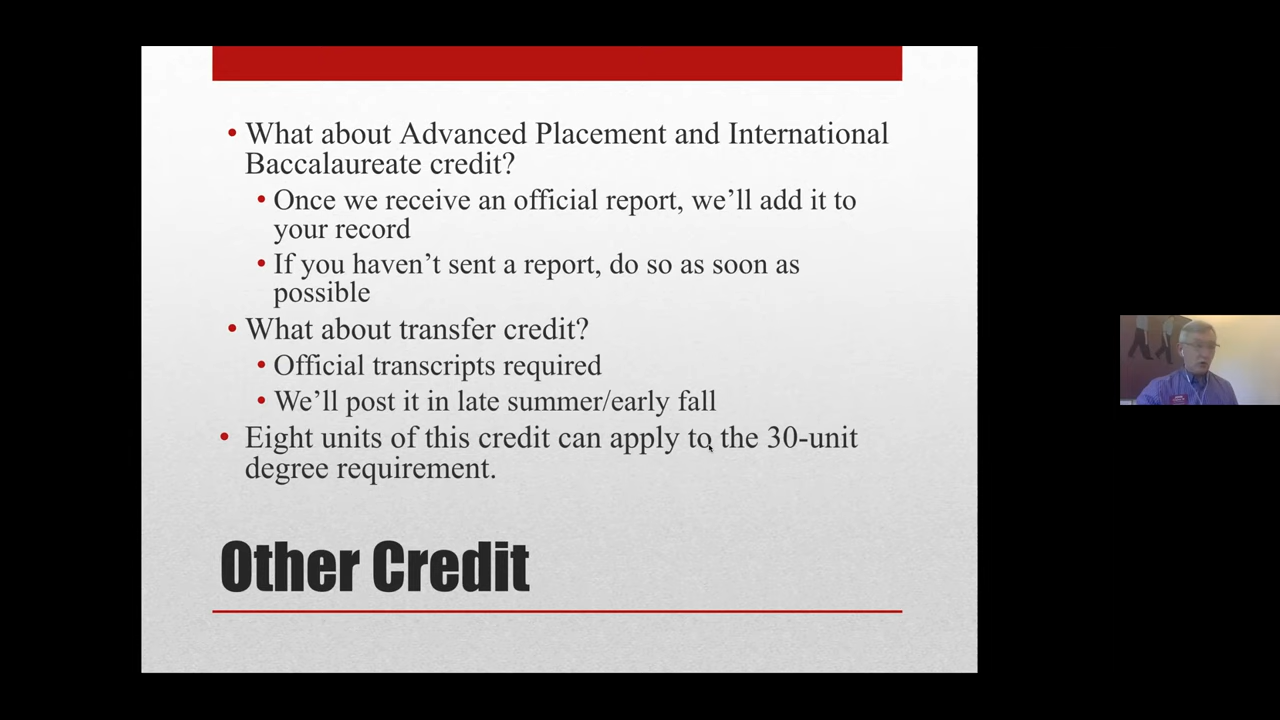 • What about Advanced Placement and International
Baccalaureate credit?
• Once we receive an official report, we’ll add it to
your record
• If you haven’t sent a report, do so as soon as
possible
• What about transfer credit?
• Official transcripts required
• We’ll post it in late summer/early fall
• Eight units of this credit can apply to the 30-unit
degree requirement.
Other Credit